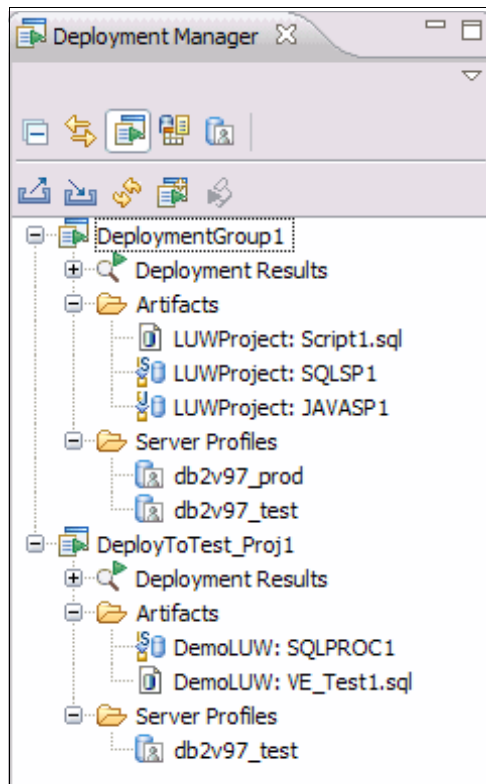 Deployment Manager
DeploymentGroup1
Deployment Results
Artifacts
LUWProject: Script1.sql
LUWProject: SQLSP1
LUWProject: JAVASP1
Server Profiles
db2v97_prod
db2v97_test
DeployToTest_Proj1
Deployment Results
Artifacts
DemoLUW: SQLPROC1
DemoLUW: VE_Test1.sql
Server Profiles
db2v97_test